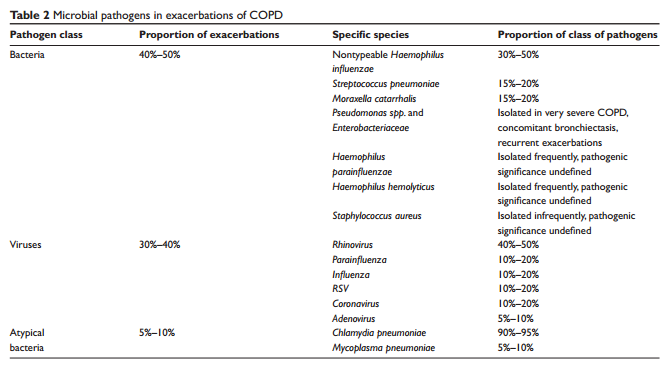 Table 2 Microbial pathogens in exacerbations of COPD
Pathogen class Proportion of exacerbations Specific species Proportion of class of pathogens
Bacteria 40%–50% Nontypeable Haemophilus 30%–50%
influenzae
Streptococcus pneumoniae 15%–20%
Moraxella catarrhalis 15%–20%
Pseudomonas spp. and Isolated in very severe COPD,
Enterobacteriaceae concomitant bronchiectasis,
recurrent exacerbations
Haemophilus Isolated frequently, pathogenic
parainfluenzae significance undefined
Haemophilus hemolyticus Isolated frequently, pathogenic
significance undefined
Staphylococcus aureus Isolated infrequently, pathogenic
significance undefined
Viruses 30%–40% Rhinovirus 40%–50%
Parainfluenza 10%–20%
Influenza 10%–20%
RSV 10%–20%
Coronavirus 10%–20%
Adenovirus 5%–10%
Atypical 5%–10% Chlamydia pneumoniae 90%–95%
bacteria Mycoplasma pneumoniae 5%–10%